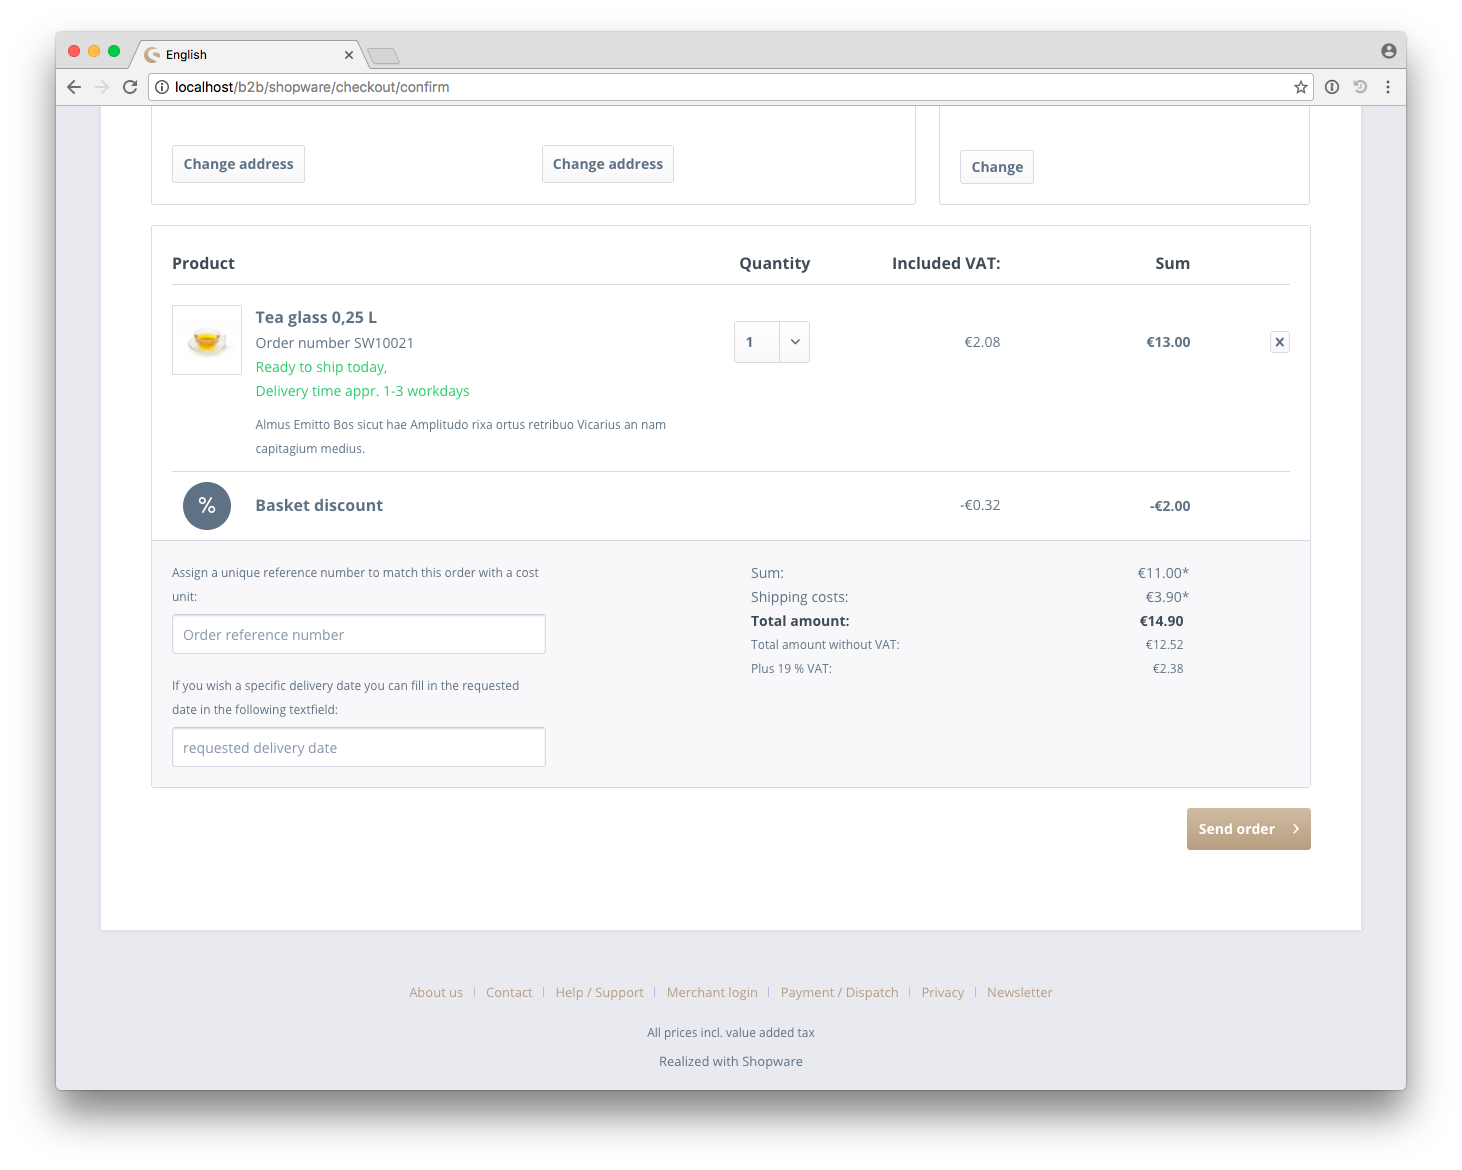 English
localhost/b2b/shopware/checkout/confirm
Change address
Change address
Change
Product Quantity Included VAT: Sum
Tea glass 0,25 L
Order number SW10021
1 €2.08 €13.00
Ready to ship today,
Delivery time appr. 1-3 workdays
Almus Emitto Bos sicut hae Amplitudo rixa ortus retribuo Vicarius an nam
capitagium medius.
% Basket discount -€0.32 -€2.00
Assign a unique reference number to match this order with a cost
unit:
Order reference number
If you wish a specific delivery date you can fill in the requested
date in the following textfield:
requested delivery date
Sum: €11.00*
Shipping costs: €3.90*
Total amount: €14.90
Total amount without VAT: €12.52
Plus 19 % VAT: €2.38
Send order
About us Contact Help / Support Merchant login Payment / Dispatch Privacy Newsletter
All prices incl. value added tax
Realized with Shopware